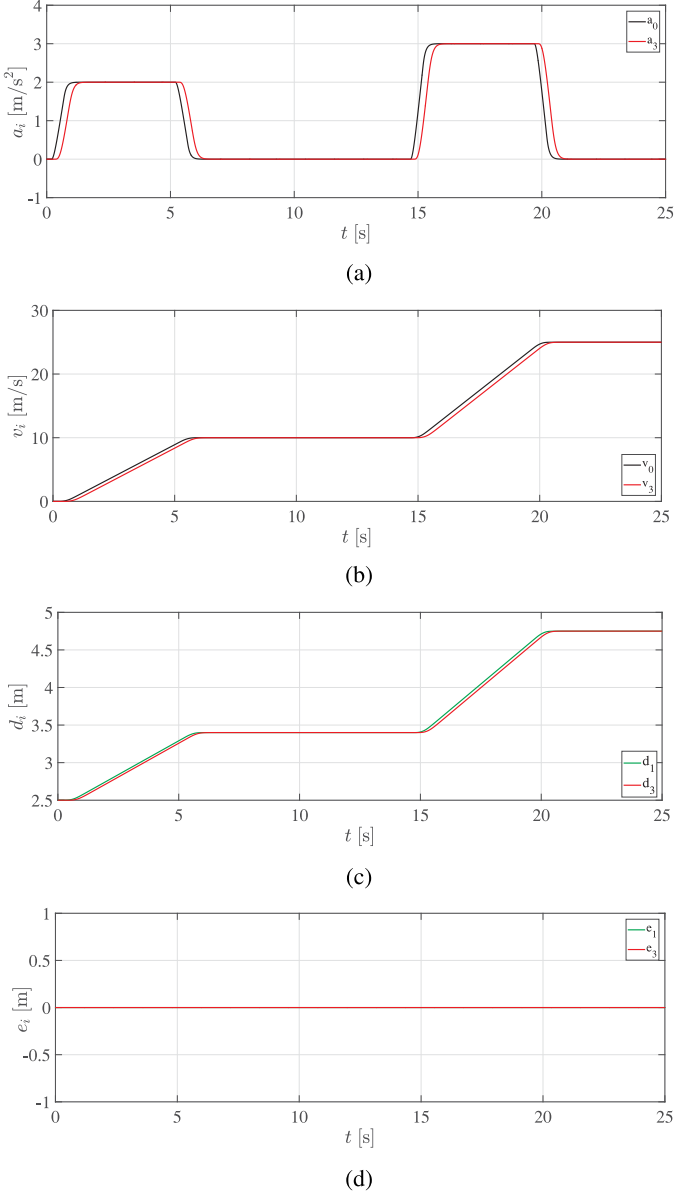 4
3
2
1
0
-1
a_i [m/s^2]
a_0
a_3
0 5 10 15 20 25
t [s]
(a)
30
20
10
0
v_i [m/s]
v_0
v_3
0 5 10 15 20 25
t [s]
(b)
5
4.5
4
3.5
3
2.5
d_i [m]
d_1
d_3
0 5 10 15 20 25
t [s]
(c)
1
0.5
0
-0.5
-1
e_i [m]
e_1
e_3
0 5 10 15 20 25
t [s]
(d)